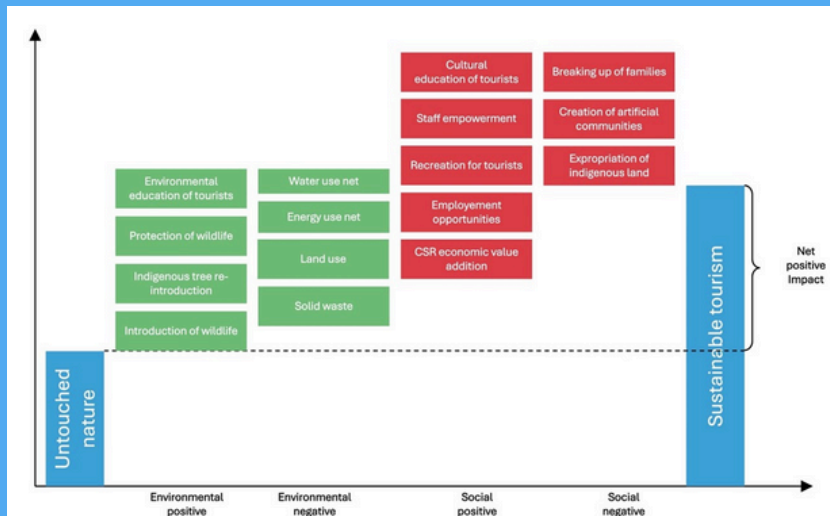 Cultural
education of tourists
Breaking up of families
Staff empowerment
Creation of artificial
communities
Recreation for tourists
Expropriation of
indigenous land
Environmental
education of tourists
Water use net
Employement
opportunities
Energy use net
Protection of wildlife
Land use
CSR economic value
addition
Indigenous tree re-
introduction
Solid waste
Introduction of wildlife
Net
positive
Impact
Untouched
nature
Sustainable tourism
Environmental
positive
Environmental
negative
Social
positive
Social
negative